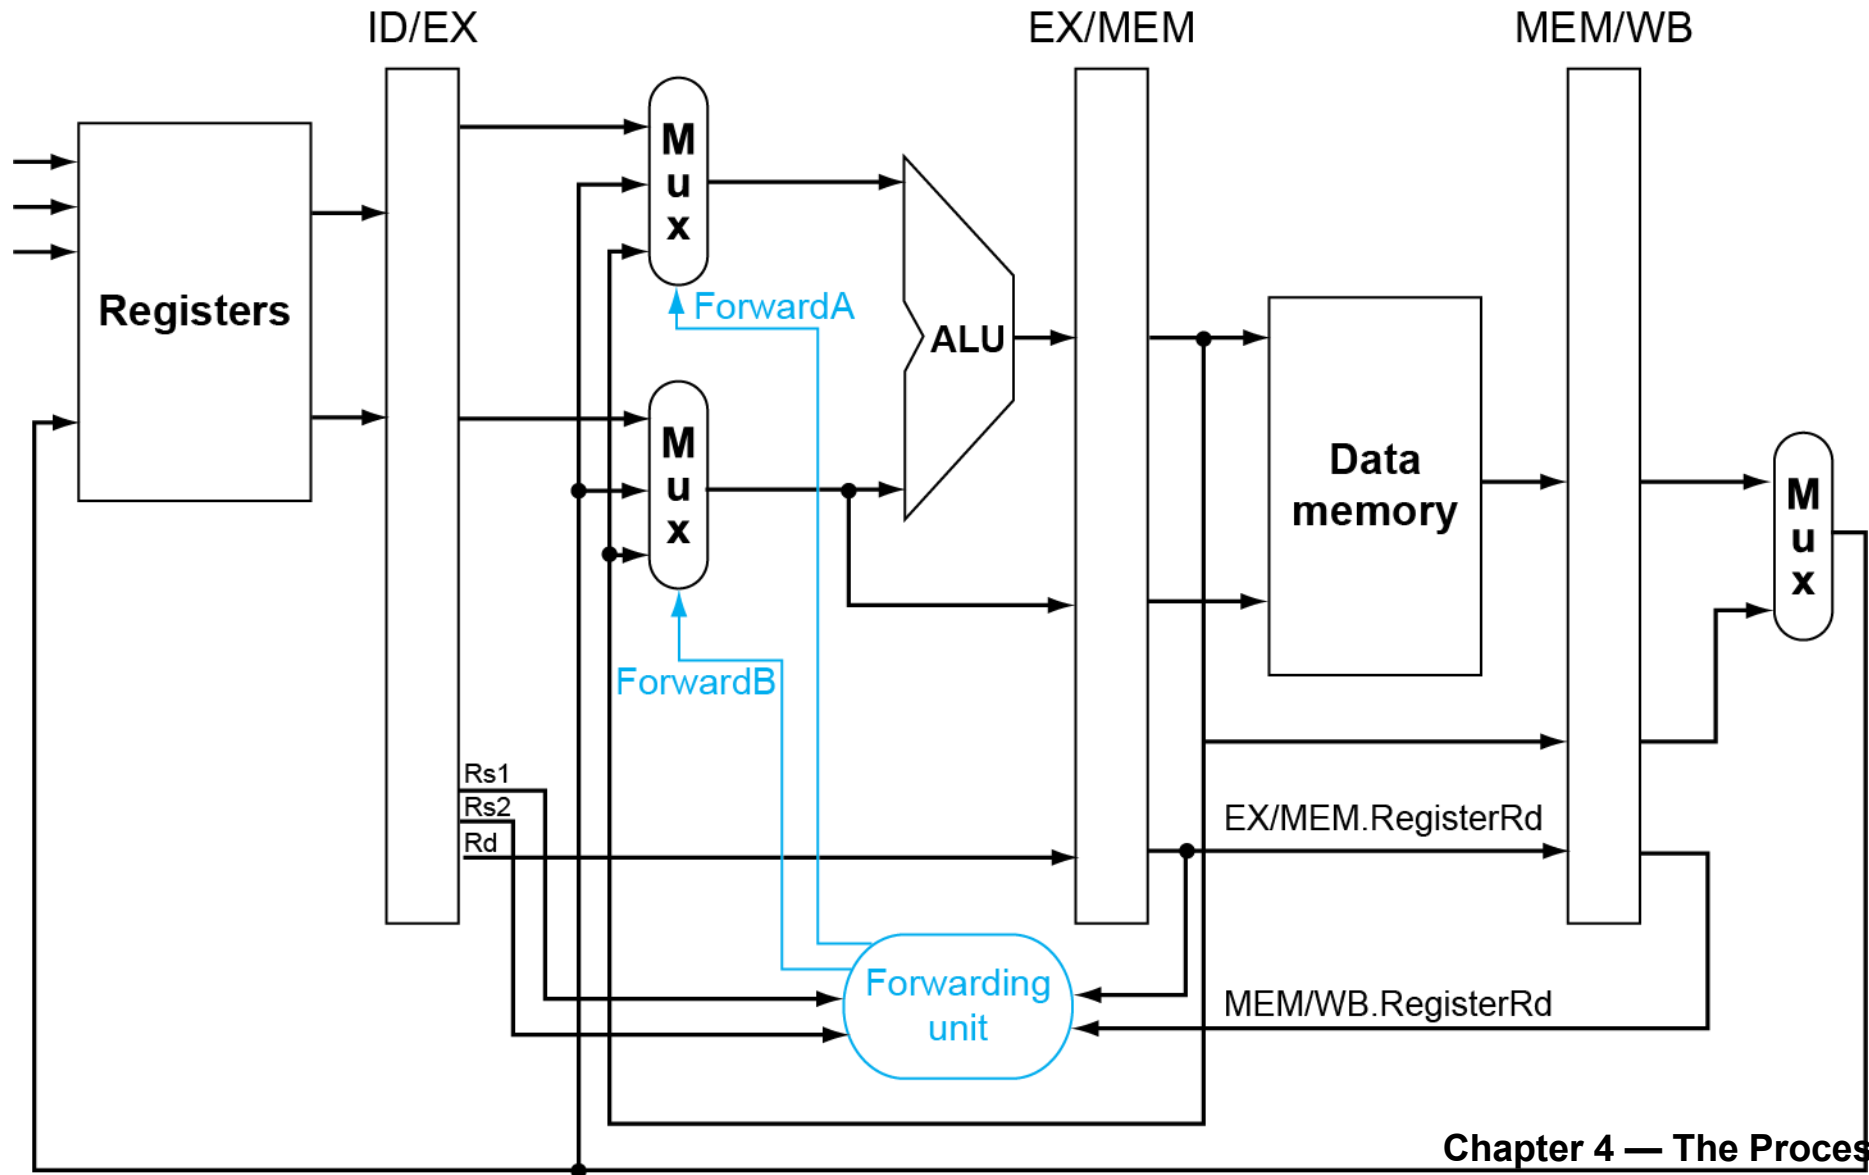 ID/EX
EX/MEM
MEM/WB
M
u
x
Registers
ForwardA
ALU
M
u
x
Data
memory
M
u
x
ForwardB
Rs1
Rs2
Rd
EX/MEM.RegisterRd
Forwarding
unit
MEM/WB.RegisterRd
Chapter 4 — The Proces